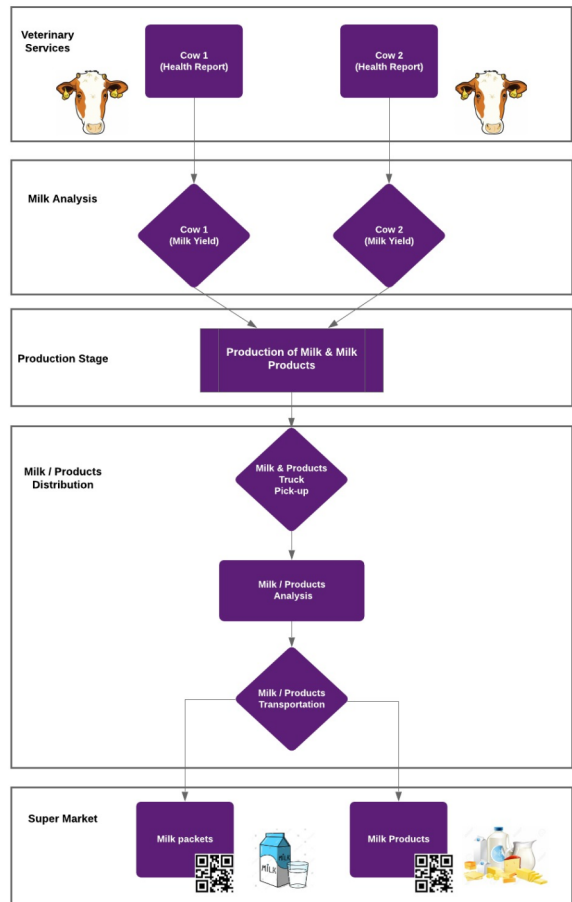 Veterinary
Services
Cow 1
(Health Report)
Cow 2
(Health Report)
Milk Analysis
Cow 1
(Milk Yield)
Cow 2
(Milk Yield)
Production Stage
Production of Milk & Milk
Products
Milk / Products
Distribution
Milk & Products
Truck
Pick-up
Milk / Products
Analysis
Milk / Products
Transportation
Super Market
Milk packets
MILK
MILK
Milk Products